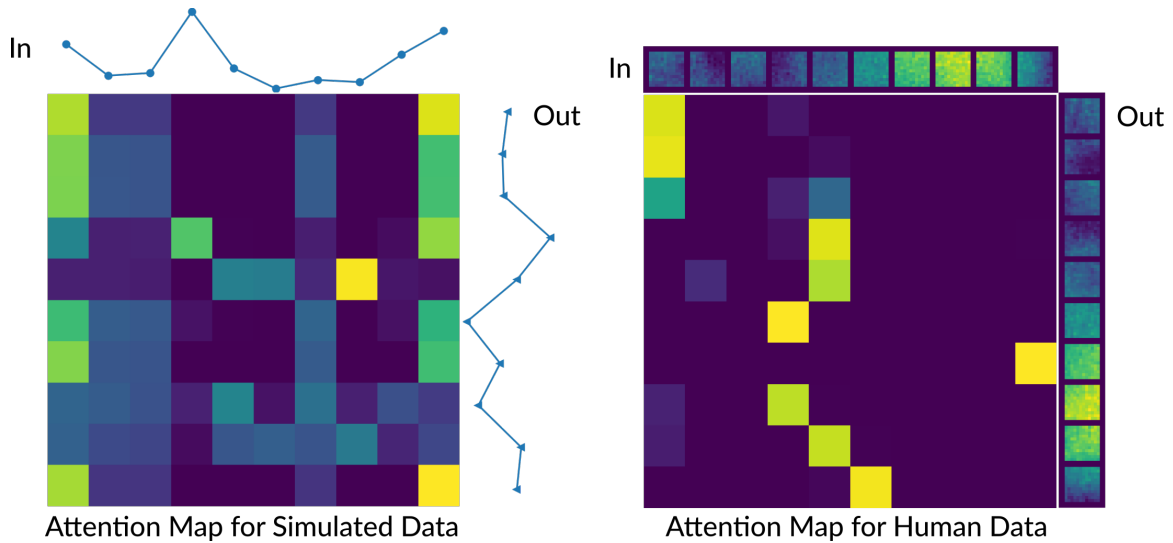 In
Out
Attention Map for Simulated Data
In
Out
Attention Map for Human Data